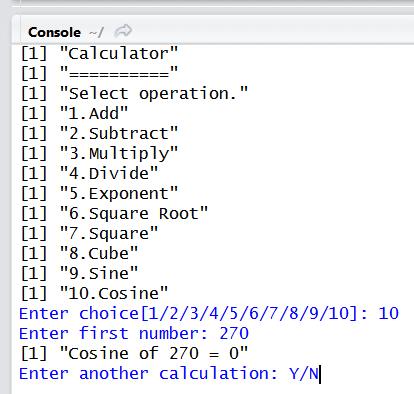 Console ~/
[1] "Calculator"
[1] "=========="
[1] "Select operation."
[1] "1.Add"
[1] "2.Subtract"
[1] "3.Multiply"
[1] "4.Divide"
[1] "5.Exponent"
[1] "6.Square Root"
[1] "7.Square"
[1] "8.Cube"
[1] "9.Sine"
[1] "10.Cosine"
Enter choice[1/2/3/4/5/6/7/8/9/10]: 10
Enter first number: 270
[1] "Cosine of 270 = 0"
Enter another calculation: Y/N